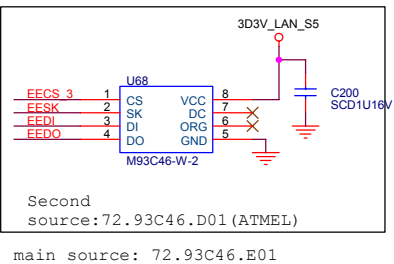 3D3V_LAN_S5
U68
EECS_3 1 CS VCC 8
EESK 2 SK DC 7
EEDI 3 DI ORG 6
EEDO 4 DO GND 5
M93C46-W-2
C200
SCD1U16V
Second
source:72.93C46.D01(ATMEL)
main source: 72.93C46.E01